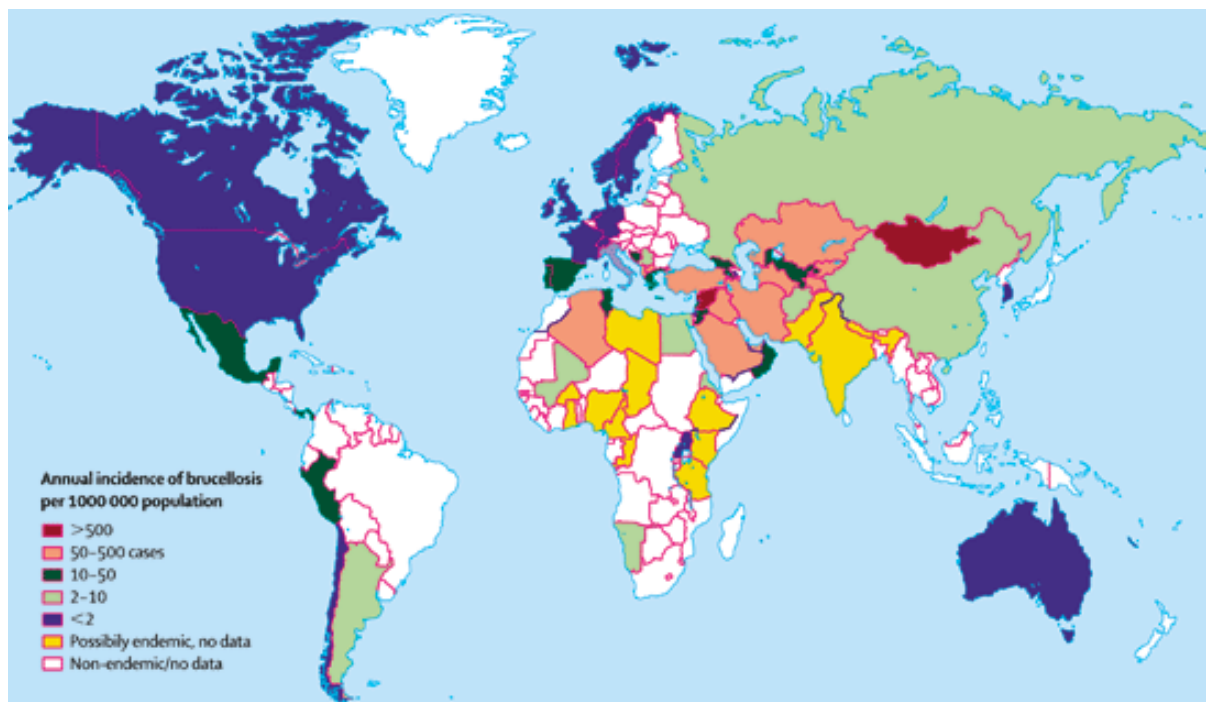 Annual incidence of brucellosis
per 1000 000 population
>500
50–500 cases
10–50
2–10
<2
Possibily endemic, no data
Non-endemic/no data